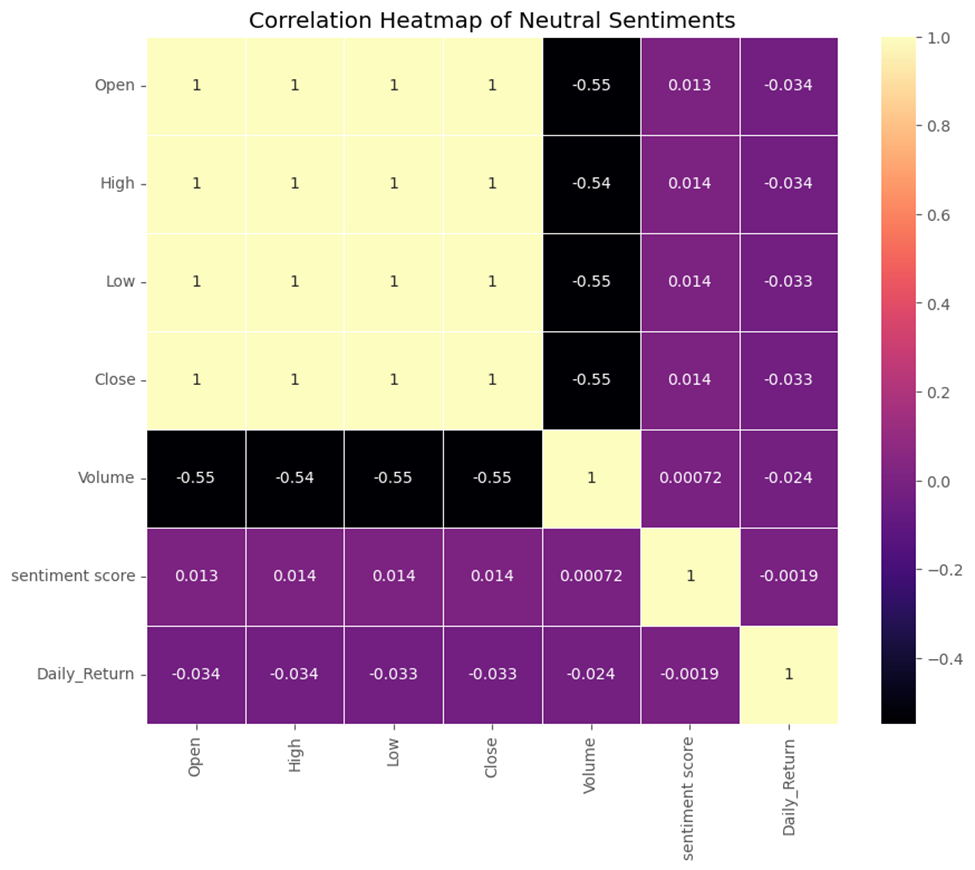 Correlation Heatmap of Neutral Sentiments
Open 1 1 1 1 -0.55 0.013 -0.034
High 1 1 1 1 -0.54 0.014 -0.034
Low 1 1 1 1 -0.55 0.014 -0.033
Close 1 1 1 1 -0.55 0.014 -0.033
Volume -0.55 -0.54 -0.55 -0.55 1 0.00072 -0.024
sentiment score 0.013 0.014 0.014 0.014 0.00072 1 -0.0019
Daily_Return -0.034 -0.034 -0.033 -0.033 -0.024 -0.0019 1
Open High Low Close Volume sentiment score Daily_Return
1.0
0.8
0.6
0.4
0.2
0.0
−0.2
−0.4